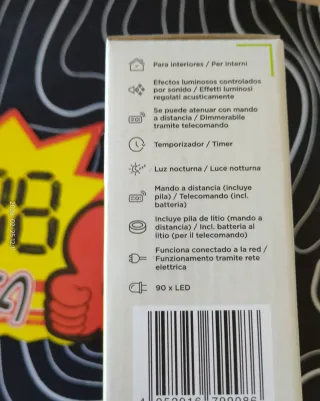 Para interiores / Per interni
Efectos luminosos controlados
por sonido / Effetti luminosi
regolati acusticamente
Se puede atenuar con mando
a distancia / Dimmerabile
tramite telecomando
Temporizador / Timer
Luz nocturna / Luce notturna
Mando a distancia (incluye
pila) / Telecomando (incl.
batteria)
Incluye pila de litio (mando a
distancia) / Incl. batteria al
litio (per il telecomando)
Funciona conectado a la red /
Funzionamento tramite rete
elettrica
90 x LED